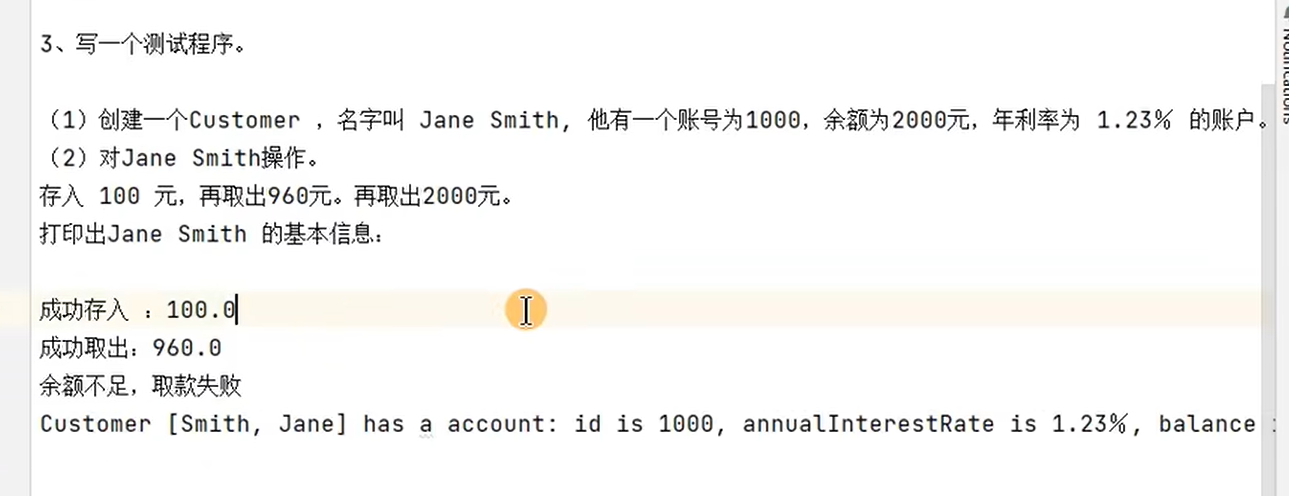 3、写一个测试程序。
（1）创建一个Customer ，名字叫 Jane Smith, 他有一个账号为1000，余额为2000元，年利率为 1.23％ 的账户。
（2）对Jane Smith操作。
存入 100 元，再取出960元。再取出2000元。
打印出Jane Smith 的基本信息：
成功存入 ：100.0
成功取出：960.0
余额不足，取款失败
Customer [Smith, Jane] has a account: id is 1000, annualInterestRate is 1.23％, balance
Notifications